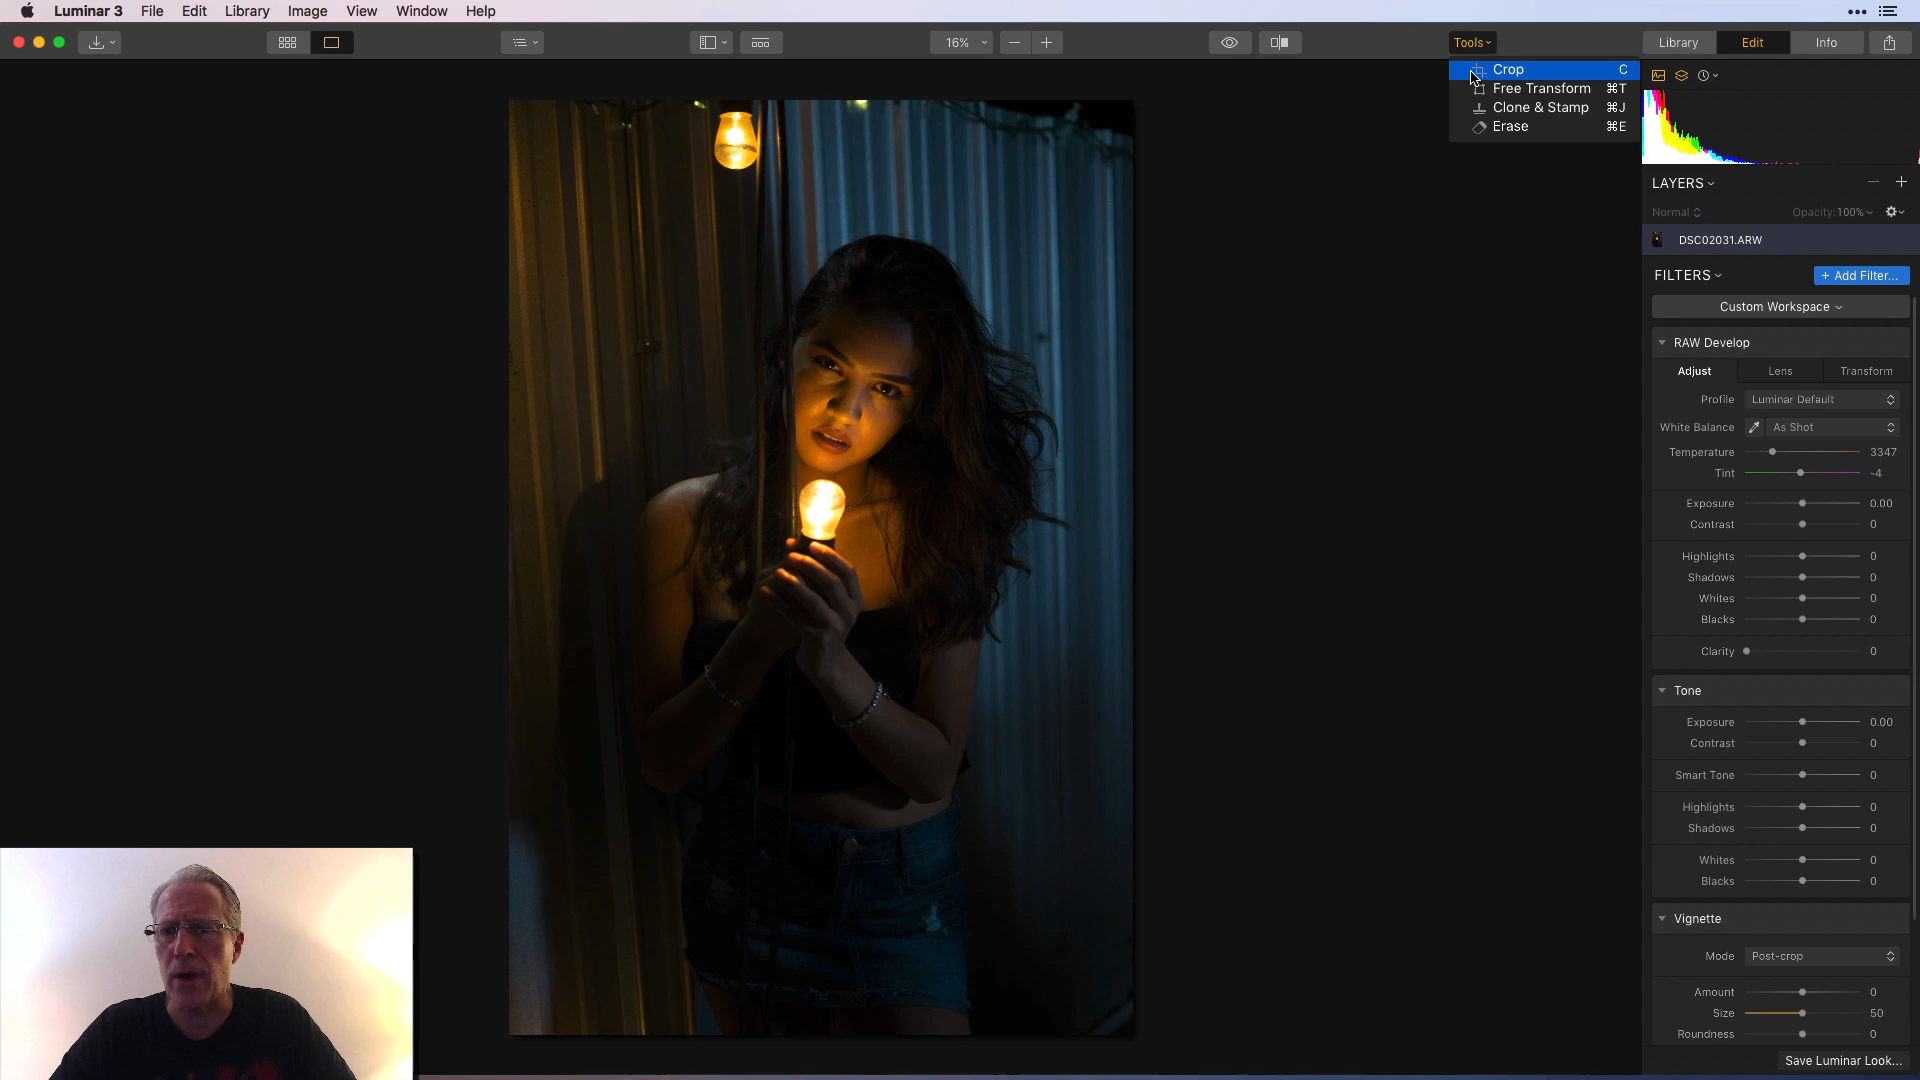 Luminar 3 File Edit Library Image View Window Help
16% Tools Library Edit Info
Crop C
Free Transform ⌘T
Clone & Stamp ⌘J
Erase ⌘E
LAYERS
Normal Opacity: 100%
DSC02031.ARW
FILTERS + Add Filter...
Custom Workspace
RAW Develop
Adjust Lens Transform
Profile Luminar Default
White Balance As Shot
Temperature 3347
Tint -4
Exposure 0.00
Contrast 0
Highlights 0
Shadows 0
Whites 0
Blacks 0
Clarity 0
Tone
Exposure 0.00
Contrast 0
Smart Tone 0
Highlights 0
Shadows 0
Whites 0
Blacks 0
Vignette
Mode Post-crop
Amount 0
Size 50
Roundness 0
Save Luminar Look...